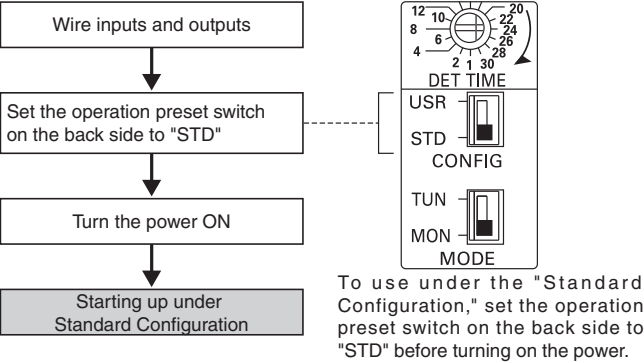 Wire inputs and outputs
Set the operation preset switch
on the back side to "STD"
Turn the power ON
Starting up under
Standard Configuration
12 10 20
8 22
6 24
4 26
2 1 30 28
DET TIME
USR
STD
CONFIG
TUN
MON
MODE
To use under the "Standard
Configuration," set the operation
preset switch on the back side to
"STD" before turning on the power.